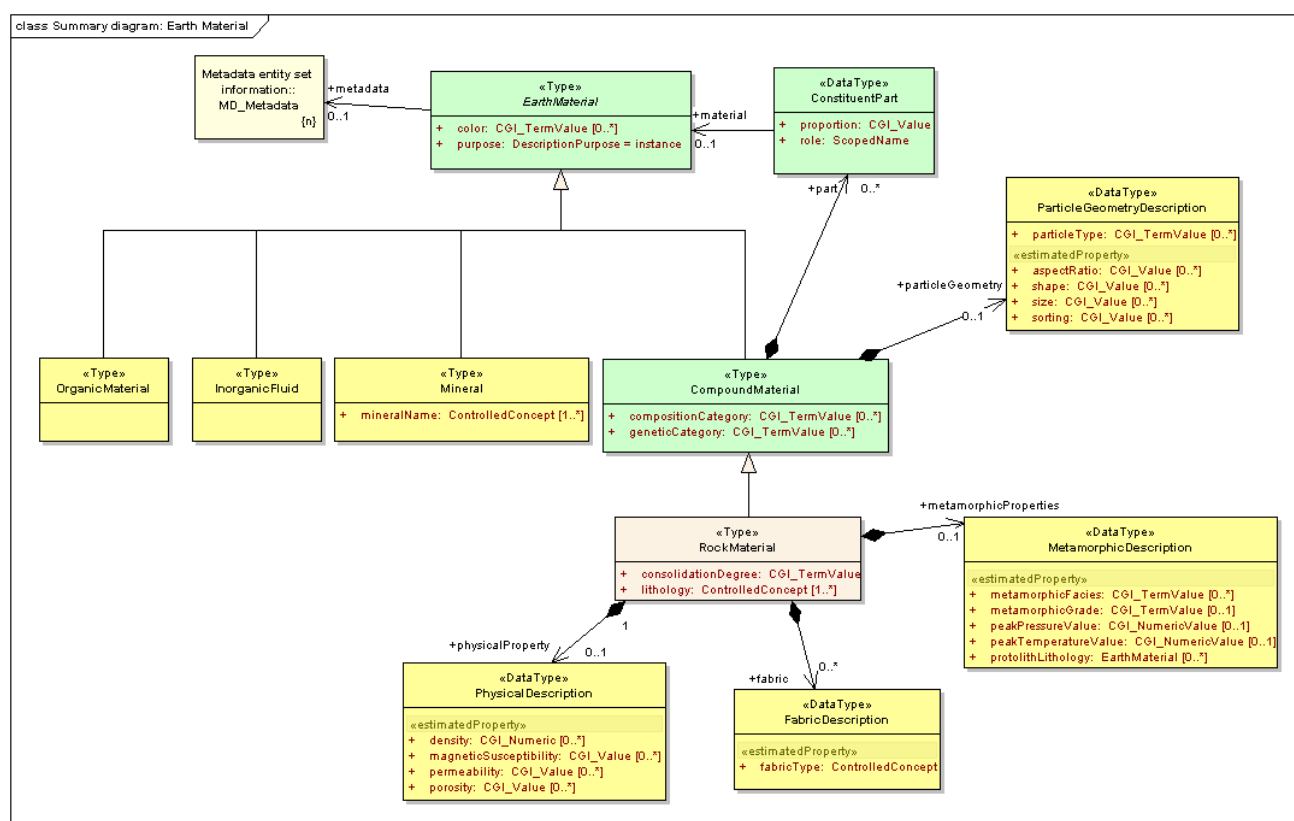 class Summary diagram: Earth Material
Metadata entity set
information::
MD_Metadata
{n}
+metadata
0..1
«Type»
EarthMaterial
+ color: CGI_TermValue [0..*]
+ purpose: DescriptionPurpose = instance
+material
0..1
«DataType»
ConstituentPart
+ proportion: CGI_Value
+ role: ScopedName
+part
0..*
«DataType»
ParticleGeometryDescription
+ particleType: CGI_TermValue [0..*]
«estimatedProperty»
+ aspectRatio: CGI_Value [0..*]
+ shape: CGI_Value [0..*]
+ size: CGI_Value [0..*]
+ sorting: CGI_Value [0..*]
+particleGeometry
0..1
«Type»
OrganicMaterial
«Type»
InorganicFluid
«Type»
Mineral
+ mineralName: ControlledConcept [1..*]
«Type»
CompoundMaterial
+ compositionCategory: CGI_TermValue [0..*]
+ geneticCategory: CGI_TermValue [0..*]
«Type»
RockMaterial
+ consolidationDegree: CGI_TermValue
+ lithology: ControlledConcept [1..*]
+metamorphicProperties
0..1
«DataType»
MetamorphicDescription
«estimatedProperty»
+ metamorphicFacies: CGI_TermValue [0..*]
+ metamorphicGrade: CGI_TermValue [0..1]
+ peakPressureValue: CGI_NumericValue [0..1]
+ peakTemperatureValue: CGI_NumericValue [0..1]
+ protolithLithology: EarthMaterial [0..*]
1
+physicalProperty
0..1
«DataType»
PhysicalDescription
«estimatedProperty»
+ density: CGI_Numeric [0..*]
+ magneticSusceptibility: CGI_Value [0..*]
+ permeability: CGI_Value [0..*]
+ porosity: CGI_Value [0..*]
0..*
+fabric
«DataType»
FabricDescription
«estimatedProperty»
+ fabricType: ControlledConcept